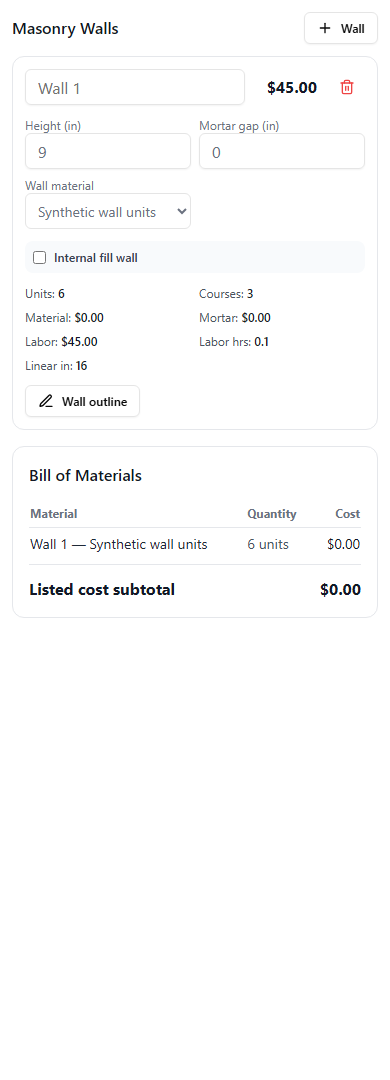 Masonry Walls
Wall
Wall 1
$45.00
Height (in)
Mortar gap (in)
9
0
Wall material
Synthetic wall units
Internal fill wall
Units: 6
Courses: 3
Material: $0.00
Mortar: $0.00
Labor: $45.00
Labor hrs: 0.1
Linear in: 16
Wall outline
Bill of Materials
Material Quantity Cost
Wall 1 — Synthetic wall units 6 units $0.00
Listed cost subtotal $0.00